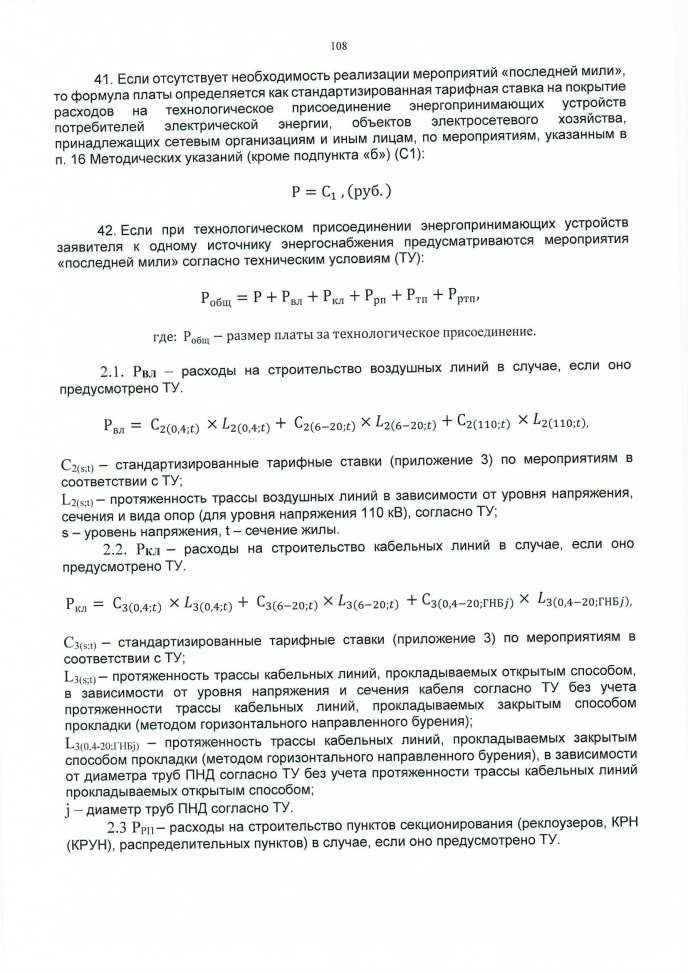 108
41. Если отсутствует необходимость реализации мероприятий «последней мили»,
то формула платы определяется как стандартизированная тарифная ставка на покрытие
расходов на технологическое присоединение энергопринимающих устройств
потребителей электрической энергии, объектов электросетевого хозяйства,
принадлежащих сетевым организациям и иным лицам, по мероприятиям, указанным в
п. 16 Методических указаний (кроме подпункта «б») (С1):
P = C₁ , (руб. )
42. Если при технологическом присоединении энергопринимающих устройств
заявителя к одному источнику энергоснабжения предусматриваются мероприятия
«последней мили» согласно техническим условиям (ТУ):
Pобщ = P + Pвл + Pкл + Pрп + Pтп + Pртп,
где: Pобщ – размер платы за технологическое присоединение.
2.1. Рвл – расходы на строительство воздушных линий в случае, если оно
предусмотрено ТУ.
Pвл = C2(0,4;t) × L2(0,4;t) + C2(6−20;t) × L2(6−20;t) + C2(110;t) × L2(110;t),
С2(s;t) – стандартизированные тарифные ставки (приложение 3) по мероприятиям в
соответствии с ТУ;
L2(s;t) – протяженность трассы воздушных линий в зависимости от уровня напряжения,
сечения и вида опор (для уровня напряжения 110 кВ), согласно ТУ;
s – уровень напряжения, t – сечение жилы.
2.2. Ркл – расходы на строительство кабельных линий в случае, если оно
предусмотрено ТУ.
Pкл = C3(0,4;t) × L3(0,4;t) + C3(6−20;t) × L3(6−20;t) + C3(0,4−20;ГНБj) × L3(0,4−20;ГНБj),
С3(s;t) – стандартизированные тарифные ставки (приложение 3) по мероприятиям в
соответствии с ТУ;
L3(s;t) – протяженность трассы кабельных линий, прокладываемых открытым способом,
в зависимости от уровня напряжения и сечения кабеля согласно ТУ без учета
протяженности трассы кабельных линий, прокладываемых закрытым способом
прокладки (методом горизонтального направленного бурения);
L3(0,4-20;ГНБj) – протяженность трассы кабельных линий, прокладываемых закрытым
способом прокладки (методом горизонтального направленного бурения), в зависимости
от диаметра труб ПНД согласно ТУ без учета протяженности трассы кабельных линий
прокладываемых открытым способом;
j – диаметр труб ПНД согласно ТУ.
2.3 РРП – расходы на строительство пунктов секционирования (реклоузеров, КРН
(КРУН), распределительных пунктов) в случае, если оно предусмотрено ТУ.